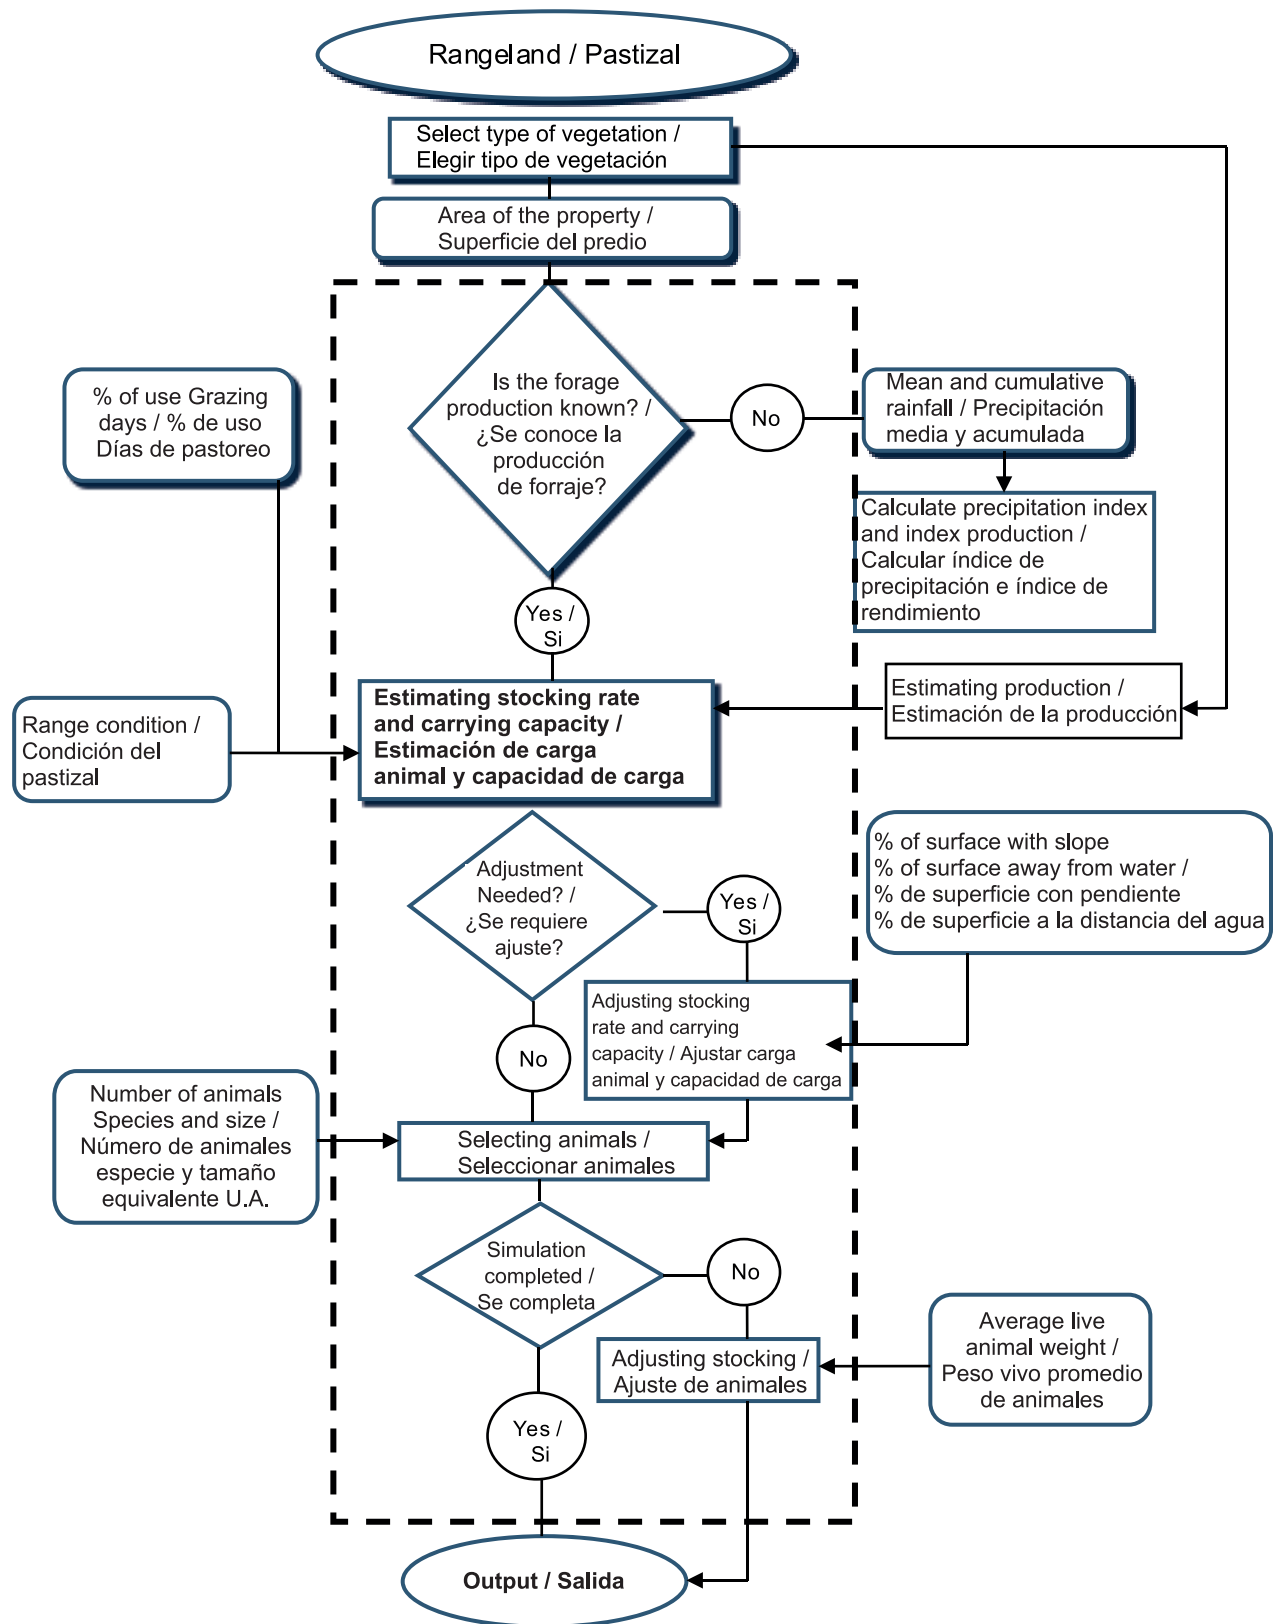 Rangeland / Pastizal
Select type of vegetation /
Elegir tipo de vegetación
Area of the property /
Superficie del predio
% of use Grazing
days / % de uso
Días de pastoreo
Is the forage
production known? /
¿Se conoce la
producción
de forraje?
No
Mean and cumulative
rainfall / Precipitación
media y acumulada
Calculate precipitation index
and index production /
Calcular índice de
precipitación e índice de
rendimiento
Yes /
Si
Range condition /
Condición del
pastizal
Estimating stocking rate
and carrying capacity /
Estimación de carga
animal y capacidad de carga
Estimating production /
Estimación de la producción
Adjustment
Needed? /
¿Se requiere
ajuste?
Yes /
Si
% of surface with slope
% of surface away from water /
% de superficie con pendiente
% de superficie a la distancia del agua
No
Adjusting stocking
rate and carrying
capacity / Ajustar carga
animal y capacidad de carga
Number of animals
Species and size /
Número de animales
especie y tamaño
equivalente U.A.
Selecting animals /
Seleccionar animales
Simulation
completed /
Se completa
No
Adjusting stocking /
Ajuste de animales
Average live
animal weight /
Peso vivo promedio
de animales
Yes /
Si
Output / Salida